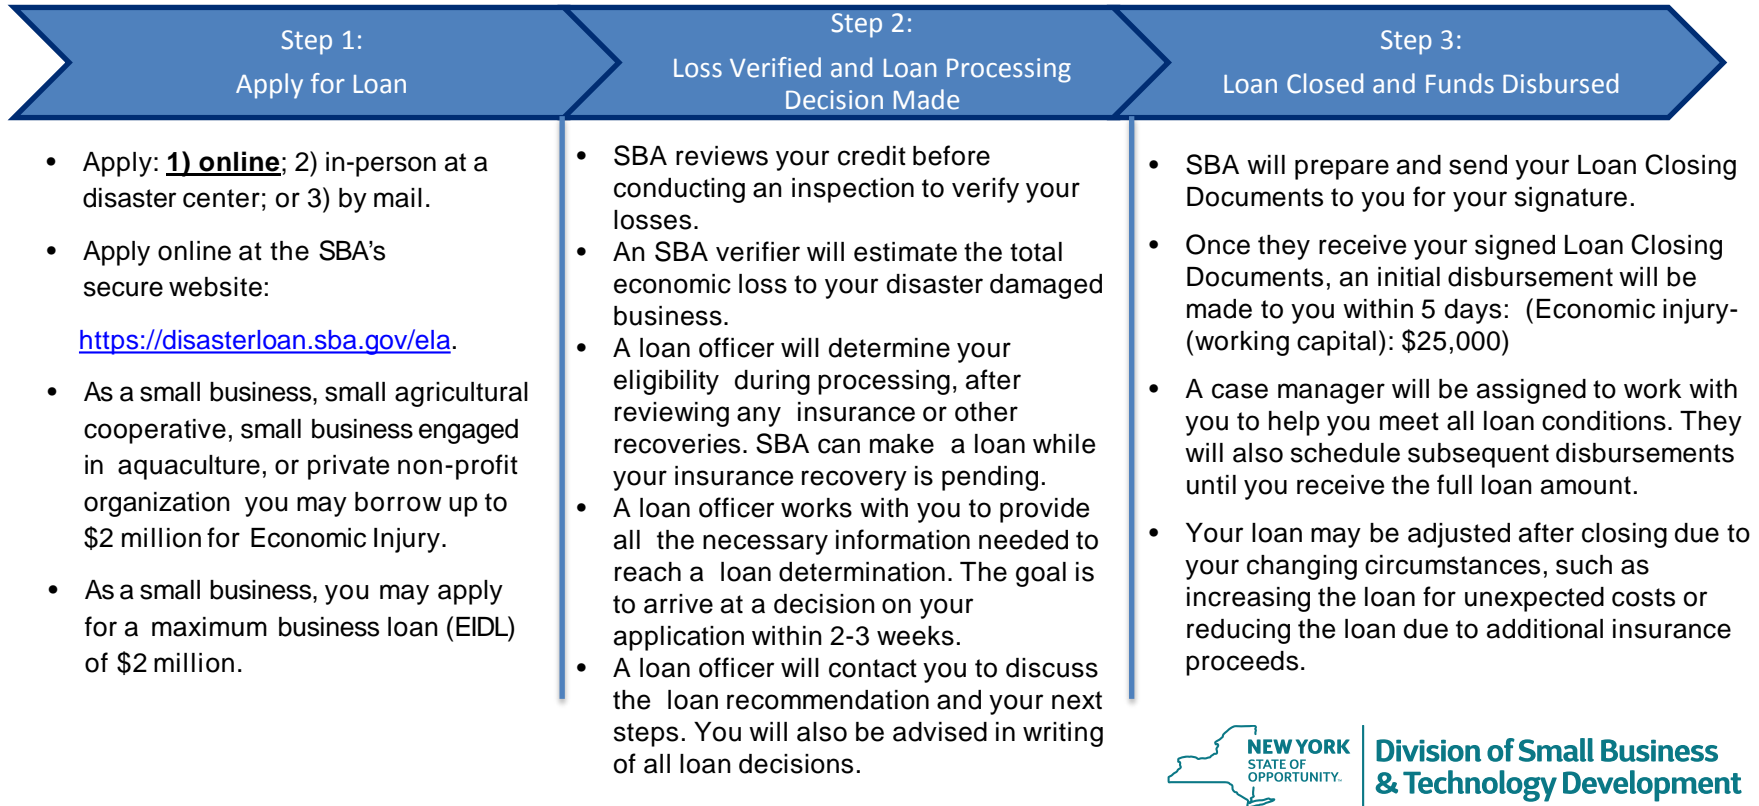 Step 1:
Apply for Loan
Step 2:
Loss Verified and Loan Processing
Decision Made
Step 3:
Loan Closed and Funds Disbursed
• Apply: 1) online; 2) in-person at a
disaster center; or 3) by mail.
• Apply online at the SBA’s
secure website:
https://disasterloan.sba.gov/ela.
• As a small business, small agricultural
cooperative, small business engaged
in aquaculture, or private non-profit
organization you may borrow up to
$2 million for Economic Injury.
• As a small business, you may apply
for a maximum business loan (EIDL)
of $2 million.
• SBA reviews your credit before
conducting an inspection to verify your
losses.
• An SBA verifier will estimate the total
economic loss to your disaster damaged
business.
• A loan officer will determine your
eligibility during processing, after
reviewing any insurance or other
recoveries. SBA can make a loan while
your insurance recovery is pending.
• A loan officer works with you to provide
all the necessary information needed to
reach a loan determination. The goal is
to arrive at a decision on your
application within 2-3 weeks.
• A loan officer will contact you to discuss
the loan recommendation and your next
steps. You will also be advised in writing
of all loan decisions.
• SBA will prepare and send your Loan Closing
Documents to you for your signature.
• Once they receive your signed Loan Closing
Documents, an initial disbursement will be
made to you within 5 days: (Economic injury-
(working capital): $25,000)
• A case manager will be assigned to work with
you to help you meet all loan conditions. They
will also schedule subsequent disbursements
until you receive the full loan amount.
• Your loan may be adjusted after closing due to
your changing circumstances, such as
increasing the loan for unexpected costs or
reducing the loan due to additional insurance
proceeds.
NEW YORK
STATE OF
OPPORTUNITY.
Division of Small Business
& Technology Development